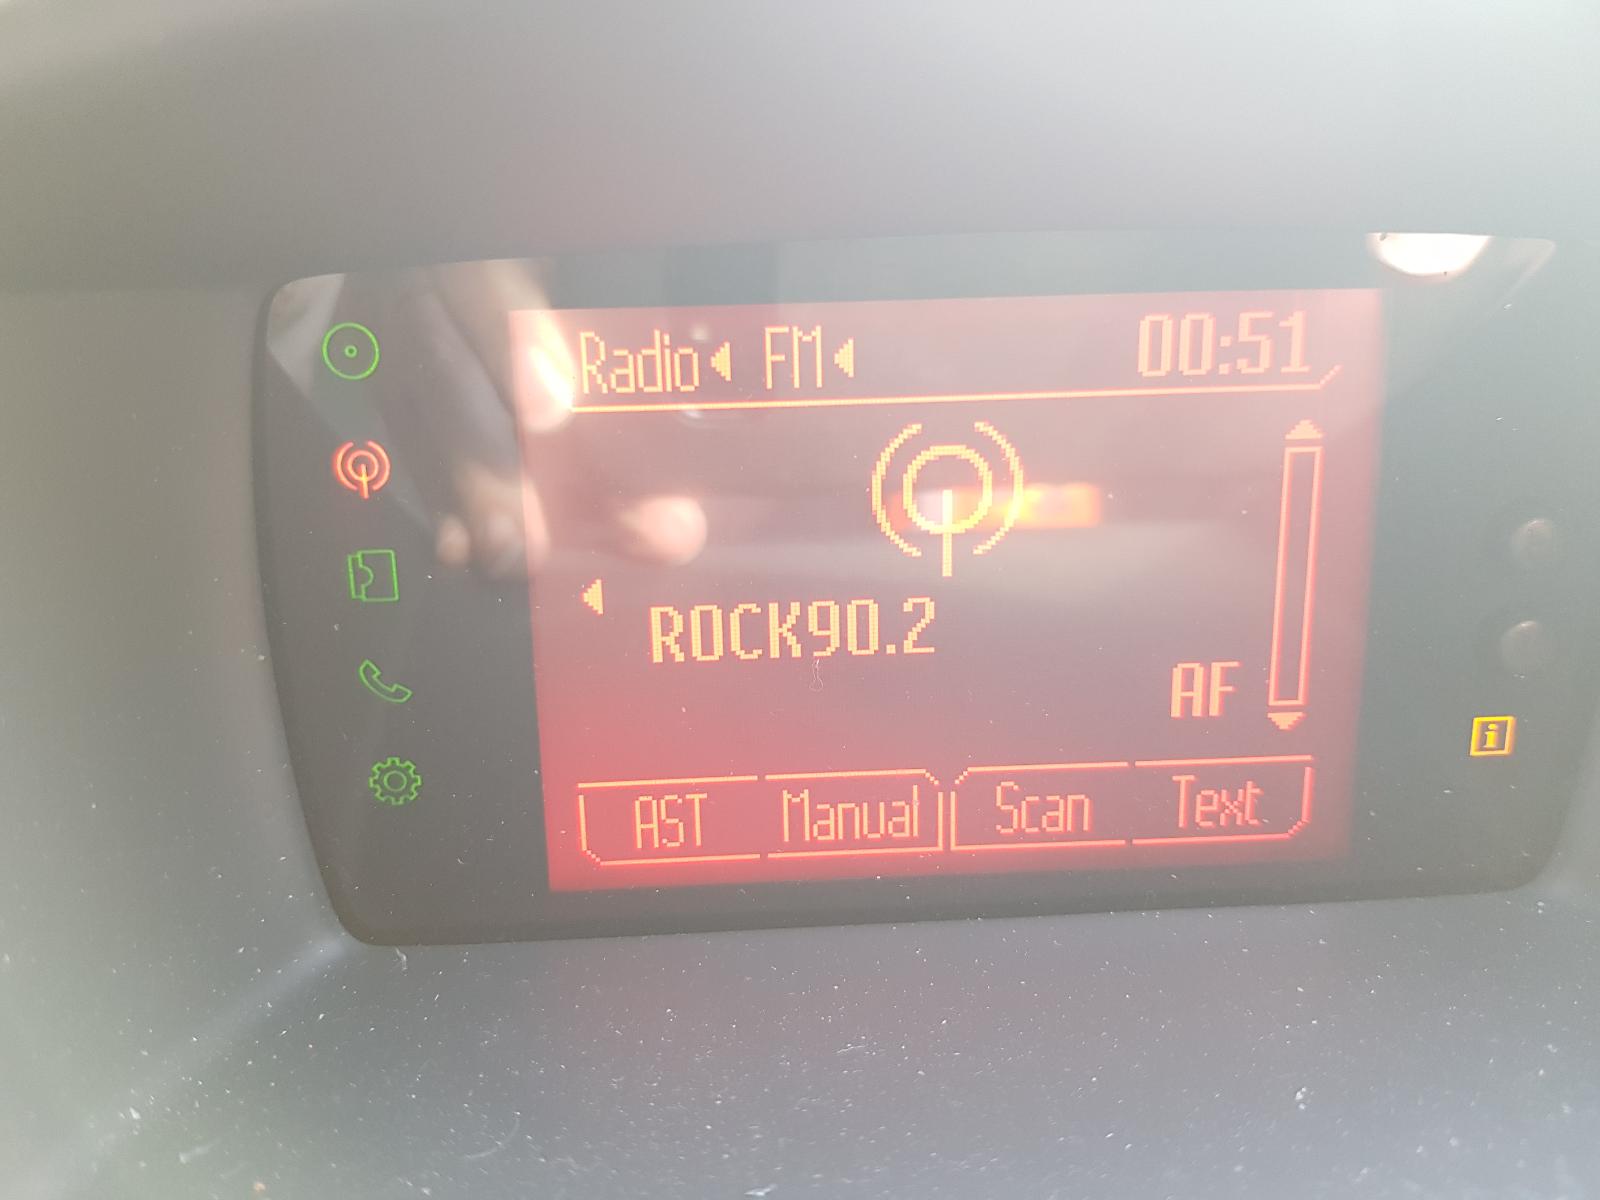 Radio FM 00:51
ROCK90.2
AF
i
AST Manual Scan Text